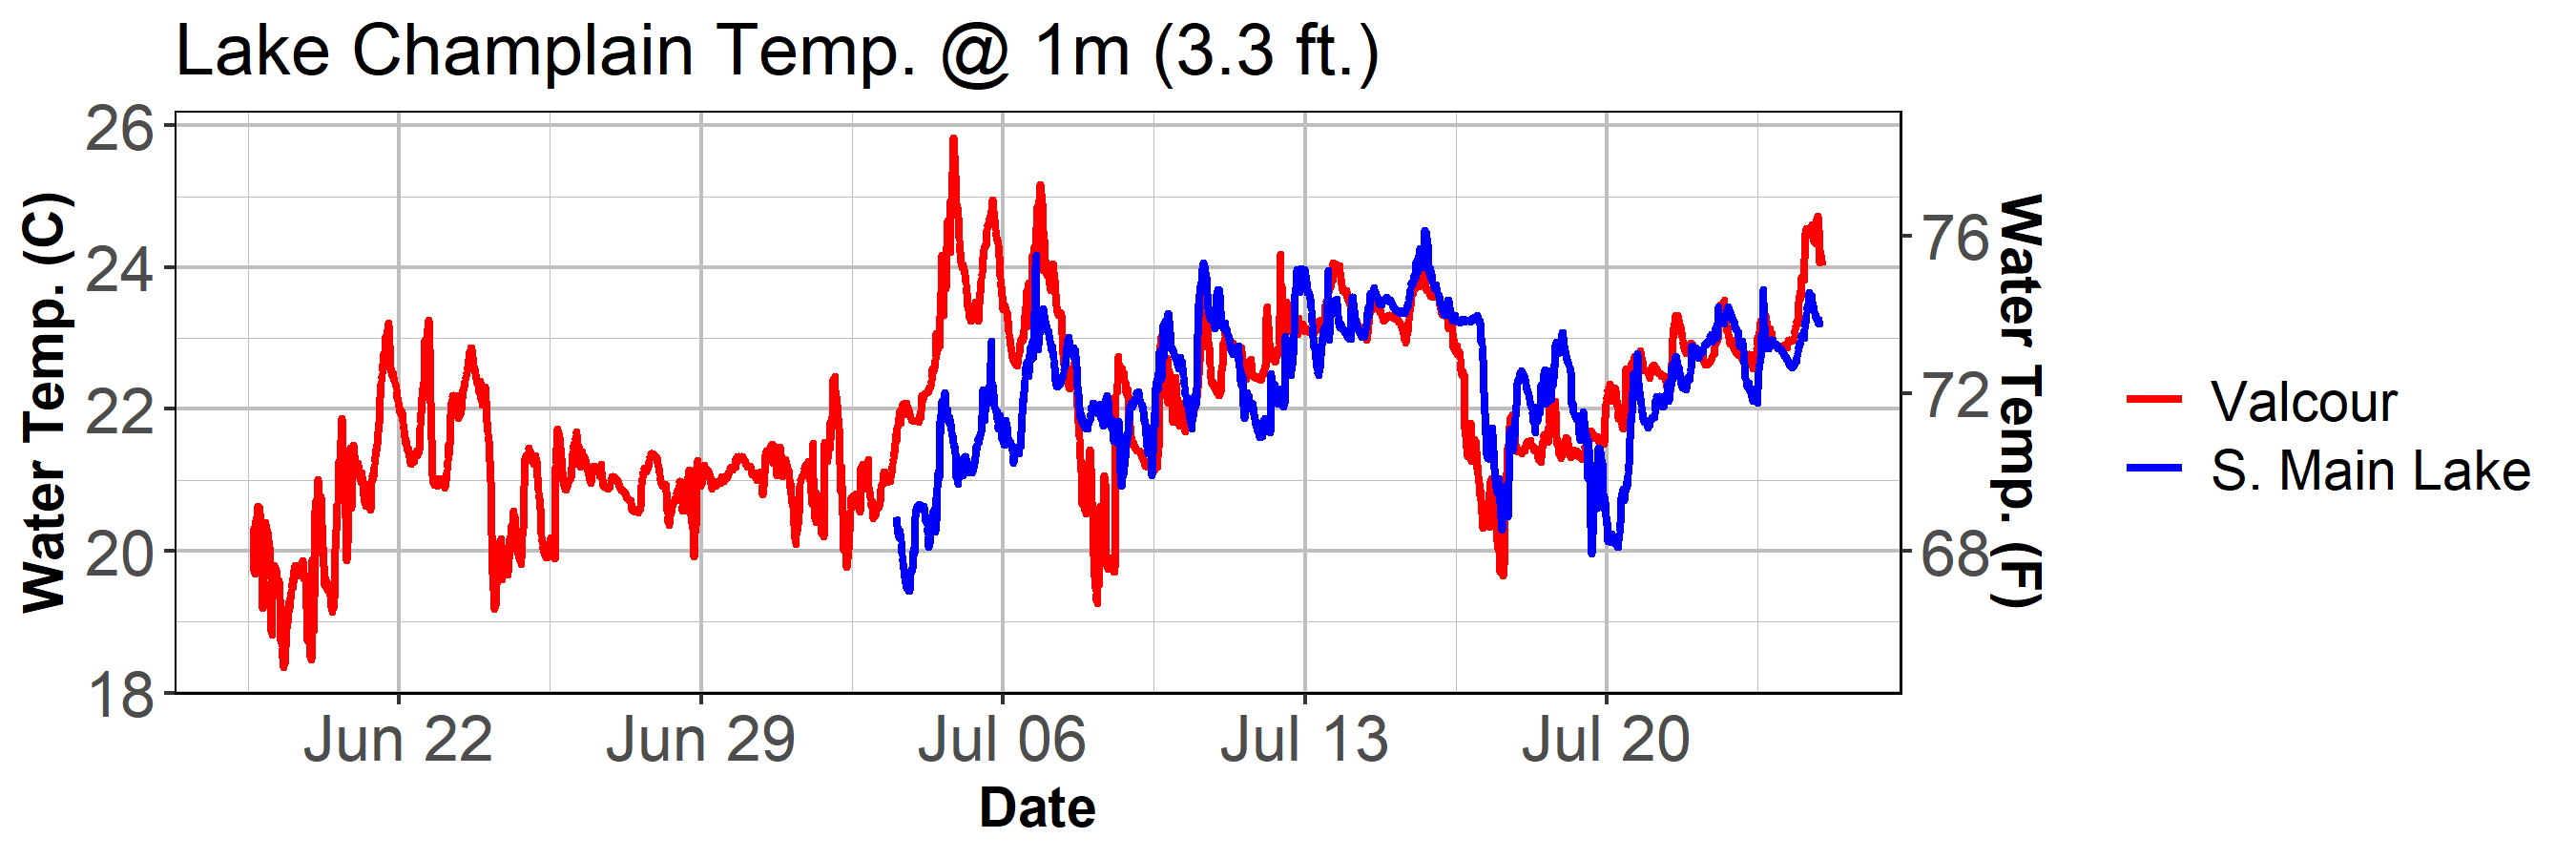 Lake Champlain Temp. @ 1m (3.3 ft.)
Water Temp. (C)
26
24
22
20
18
76
72
68
Water Temp. (F)
Jun 22
Jun 29
Jul 06
Jul 13
Jul 20
Date
Valcour
S. Main Lake